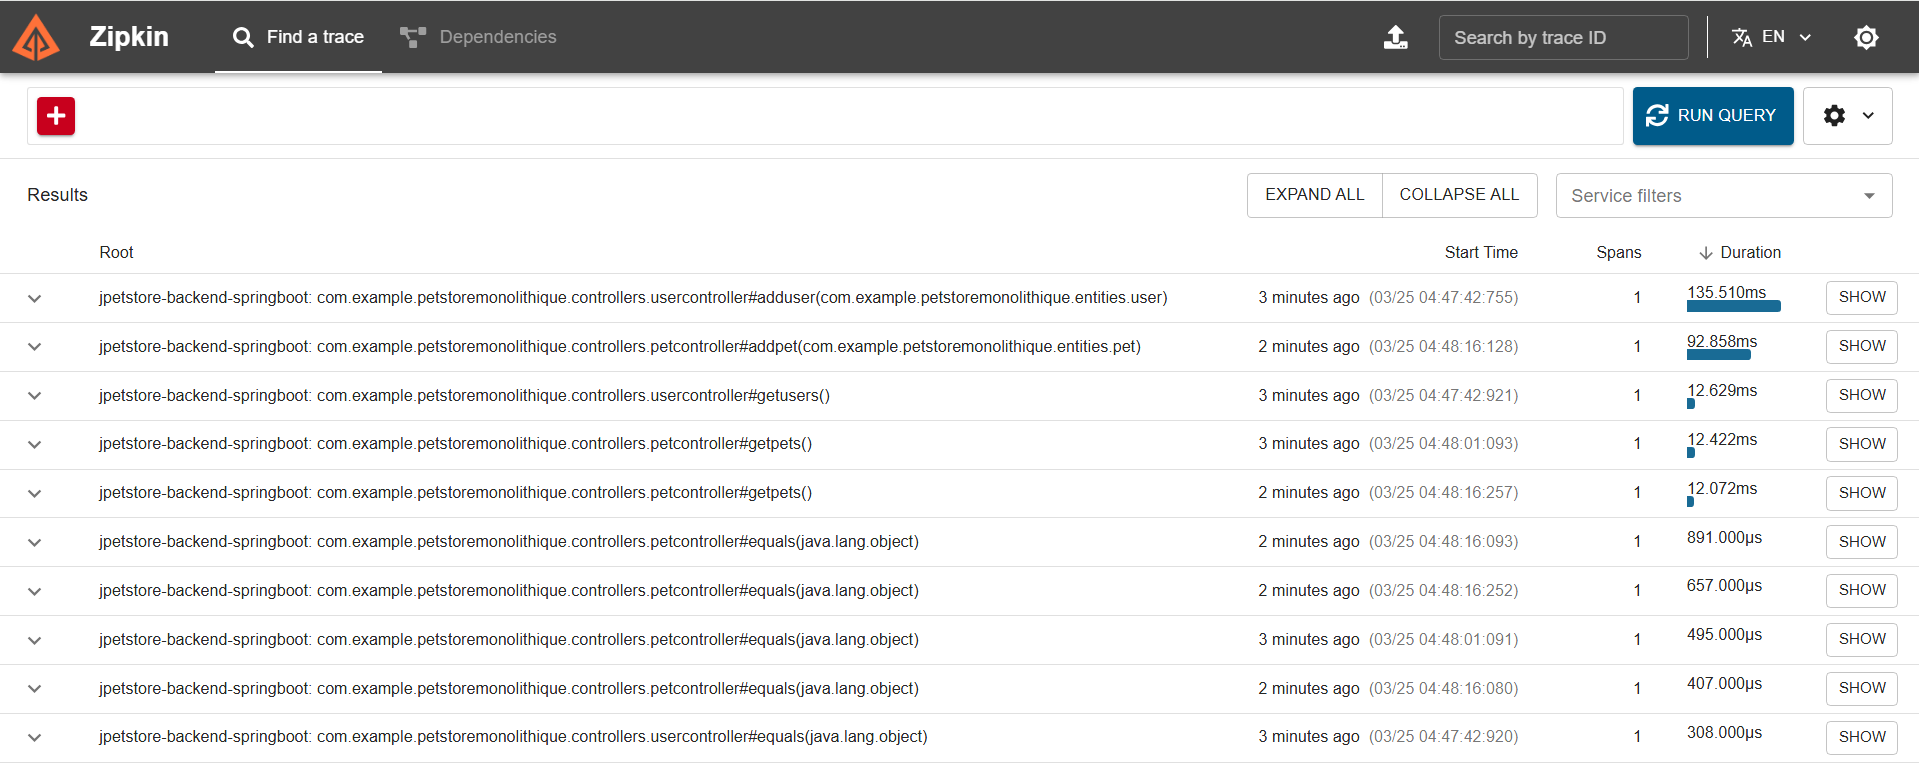 Zipkin Find a trace Dependencies Search by trace ID EN
RUN QUERY
Results EXPAND ALL COLLAPSE ALL Service filters
Root Start Time Spans Duration
jpetstore-backend-springboot: com.example.petstoremonolithique.controllers.usercontroller#adduser(com.example.petstoremonolithique.entities.user) 3 minutes ago (03/25 04:47:42:755) 1 135.510ms SHOW
jpetstore-backend-springboot: com.example.petstoremonolithique.controllers.petcontroller#addpet(com.example.petstoremonolithique.entities.pet) 2 minutes ago (03/25 04:48:16:128) 1 92.858ms SHOW
jpetstore-backend-springboot: com.example.petstoremonolithique.controllers.usercontroller#getusers() 3 minutes ago (03/25 04:47:42:921) 1 12.629ms SHOW
jpetstore-backend-springboot: com.example.petstoremonolithique.controllers.petcontroller#getpets() 3 minutes ago (03/25 04:48:01:093) 1 12.422ms SHOW
jpetstore-backend-springboot: com.example.petstoremonolithique.controllers.petcontroller#getpets() 2 minutes ago (03/25 04:48:16:257) 1 12.072ms SHOW
jpetstore-backend-springboot: com.example.petstoremonolithique.controllers.petcontroller#equals(java.lang.object) 2 minutes ago (03/25 04:48:16:093) 1 891.000μs SHOW
jpetstore-backend-springboot: com.example.petstoremonolithique.controllers.petcontroller#equals(java.lang.object) 2 minutes ago (03/25 04:48:16:252) 1 657.000μs SHOW
jpetstore-backend-springboot: com.example.petstoremonolithique.controllers.petcontroller#equals(java.lang.object) 3 minutes ago (03/25 04:48:01:091) 1 495.000μs SHOW
jpetstore-backend-springboot: com.example.petstoremonolithique.controllers.petcontroller#equals(java.lang.object) 2 minutes ago (03/25 04:48:16:080) 1 407.000μs SHOW
jpetstore-backend-springboot: com.example.petstoremonolithique.controllers.usercontroller#equals(java.lang.object) 3 minutes ago (03/25 04:47:42:920) 1 308.000μs SHOW